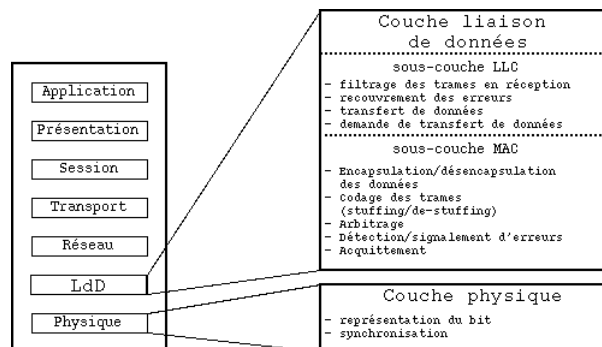 Application
Présentation
Session
Transport
Réseau
LdD
Physique
Couche liaison
de données
sous-couche LLC
- filtrage des trames en réception
- recouvrement des erreurs
- transfert de données
- demande de transfert de données
sous-couche MAC
- Encapsulation/désencapsulation
des données
- Codage des trames
(stuffing/de-stuffing)
- Arbitrage
- Détection/signalement d'erreurs
- Acquittement
Couche physique
- représentation du bit
- synchronisation